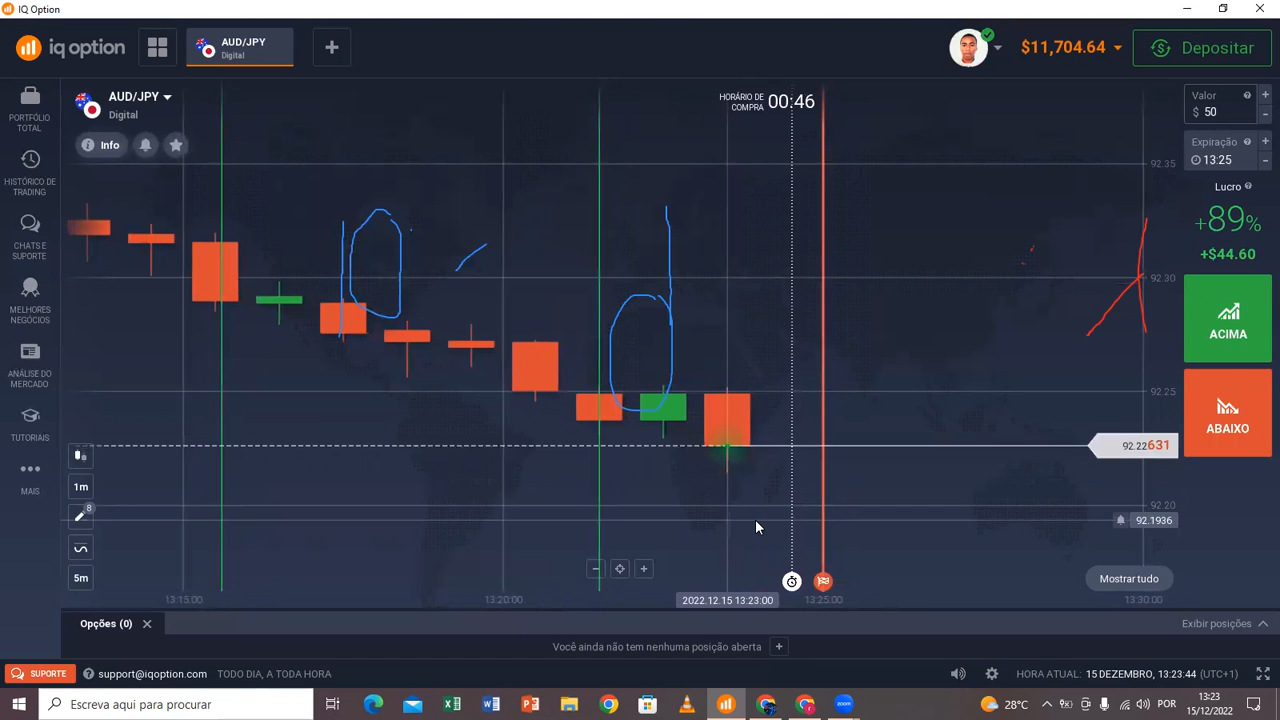 IQ Option
iq option
AUD/JPY
Digital
$11,704.64
Depositar
PORTFÓLIO
TOTAL
HISTÓRICO DE
TRADING
CHATS E
SUPORTE
MELHORES
NEGÓCIOS
ANÁLISE DO
MERCADO
TUTORIAIS
MAIS
AUD/JPY
Digital
Info
HORÁRIO DE
COMPRA
00:46
92.35
92.30
92.25
92.22631
92.20
92.1936
1m
8
5m
Mostrar tudo
13:15:00
13:20:00
2022.12.15 13:23:00
13:25:00
13:30:00
Valor
$ 50
Expiração
13:25
Lucro
+89%
+$44.60
ACIMA
ABAIXO
Opções (0)
Exibir posições
Você ainda não tem nenhuma posição aberta
SUPORTE
support@iqoption.com
TODO DIA, A TODA HORA
HORA ATUAL: 15 DEZEMBRO, 13:23:44 (UTC+1)
Escreva aqui para procurar
zoom
28°C
POR
13:23
15/12/2022